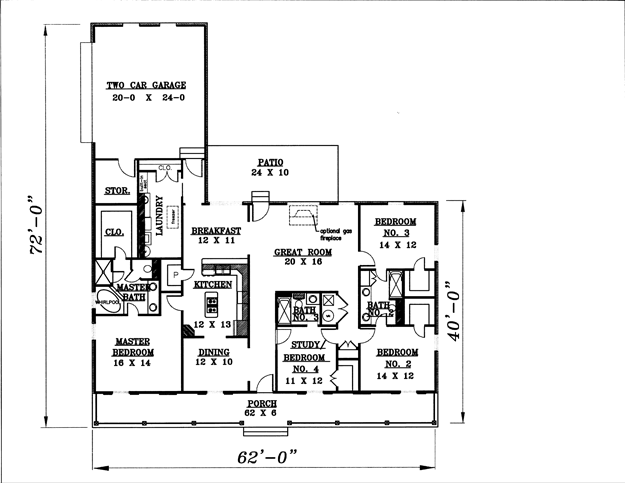 TWO CAR GARAGE
20-0 X 24-0
CLO.
PATIO
24 X 10
STOR.
LAUNDRY
freezer
CLO.
BREAKFAST
12 X 11
optional gas
fireplace
GREAT ROOM
20 X 16
BEDROOM
NO. 3
14 X 12
72'-0"
P
KITCHEN
12 X 13
MASTER
BATH
WHIRLPOOL
BATH
NO. 3
W
BATH
NO.
40'-0"
MASTER
BEDROOM
16 X 14
DINING
12 X 10
STUDY/
BEDROOM
NO. 4
11 X 12
BEDROOM
NO. 2
14 X 12
PORCH
62 X 6
62'-0"